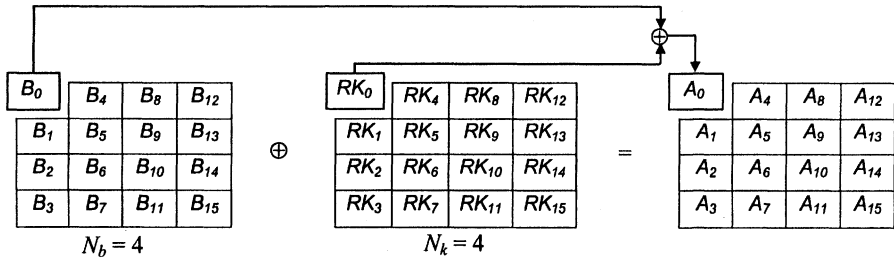 B₀ B₄ B₈ B₁₂ RK₀ RK₄ RK₈ RK₁₂ A₀ A₄ A₈ A₁₂
B₁ B₅ B₉ B₁₃ RK₁ RK₅ RK₉ RK₁₃ A₁ A₅ A₉ A₁₃
B₂ B₆ B₁₀ B₁₄ ⊕ RK₂ RK₆ RK₁₀ RK₁₄ = A₂ A₆ A₁₀ A₁₄
B₃ B₇ B₁₁ B₁₅ RK₃ RK₇ RK₁₁ RK₁₅ A₃ A₇ A₁₁ A₁₅
N_b = 4 N_k = 4